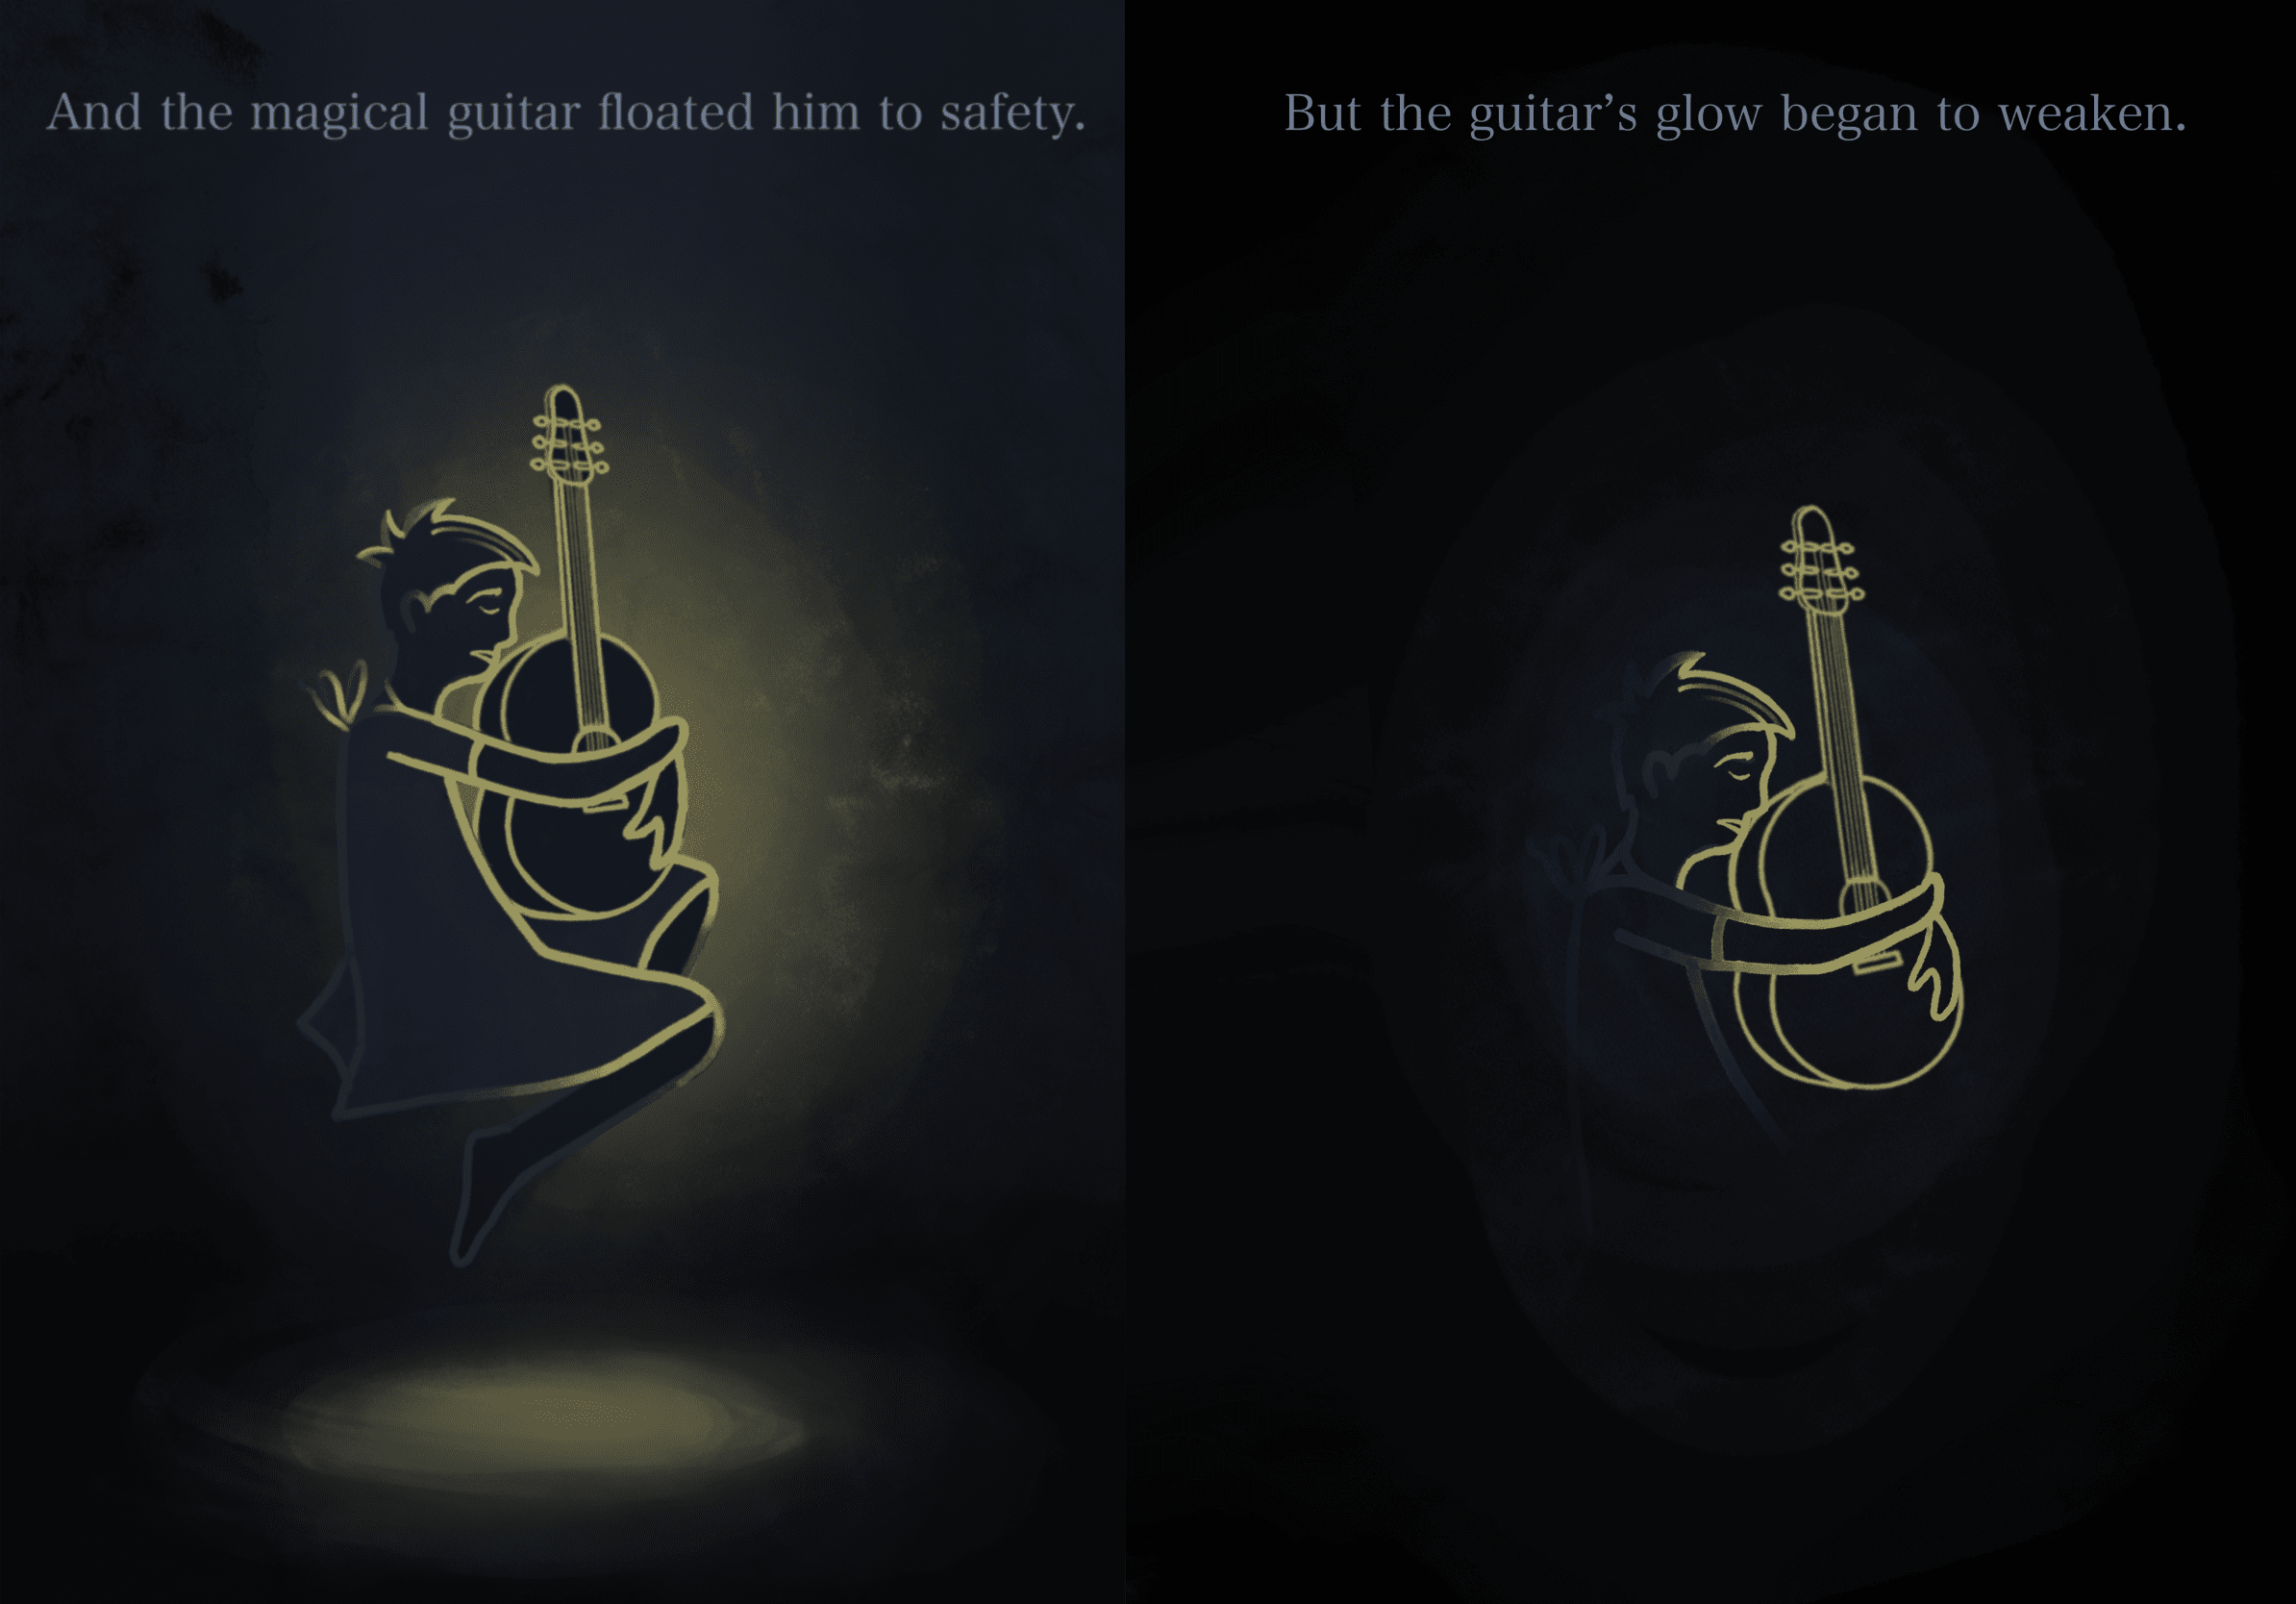 And the magical guitar floated him to safety.
But the guitar’s glow began to weaken.